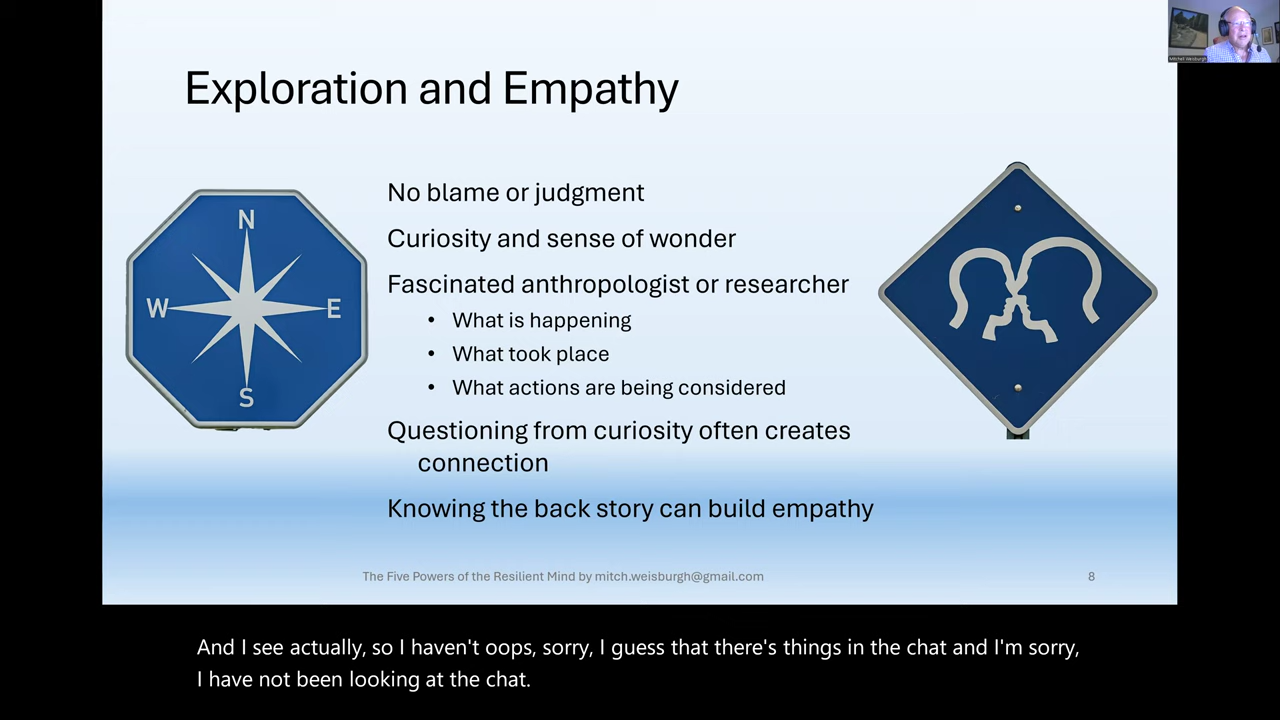 Mitchell Weisburgh
Exploration and Empathy
N
W
E
S
No blame or judgment
Curiosity and sense of wonder
Fascinated anthropologist or researcher
• What is happening
• What took place
• What actions are being considered
Questioning from curiosity often creates
connection
Knowing the back story can build empathy
The Five Powers of the Resilient Mind by mitch.weisburgh@gmail.com
8
And I see actually, so I haven't oops, sorry, I guess that there's things in the chat and I'm sorry,
I have not been looking at the chat.